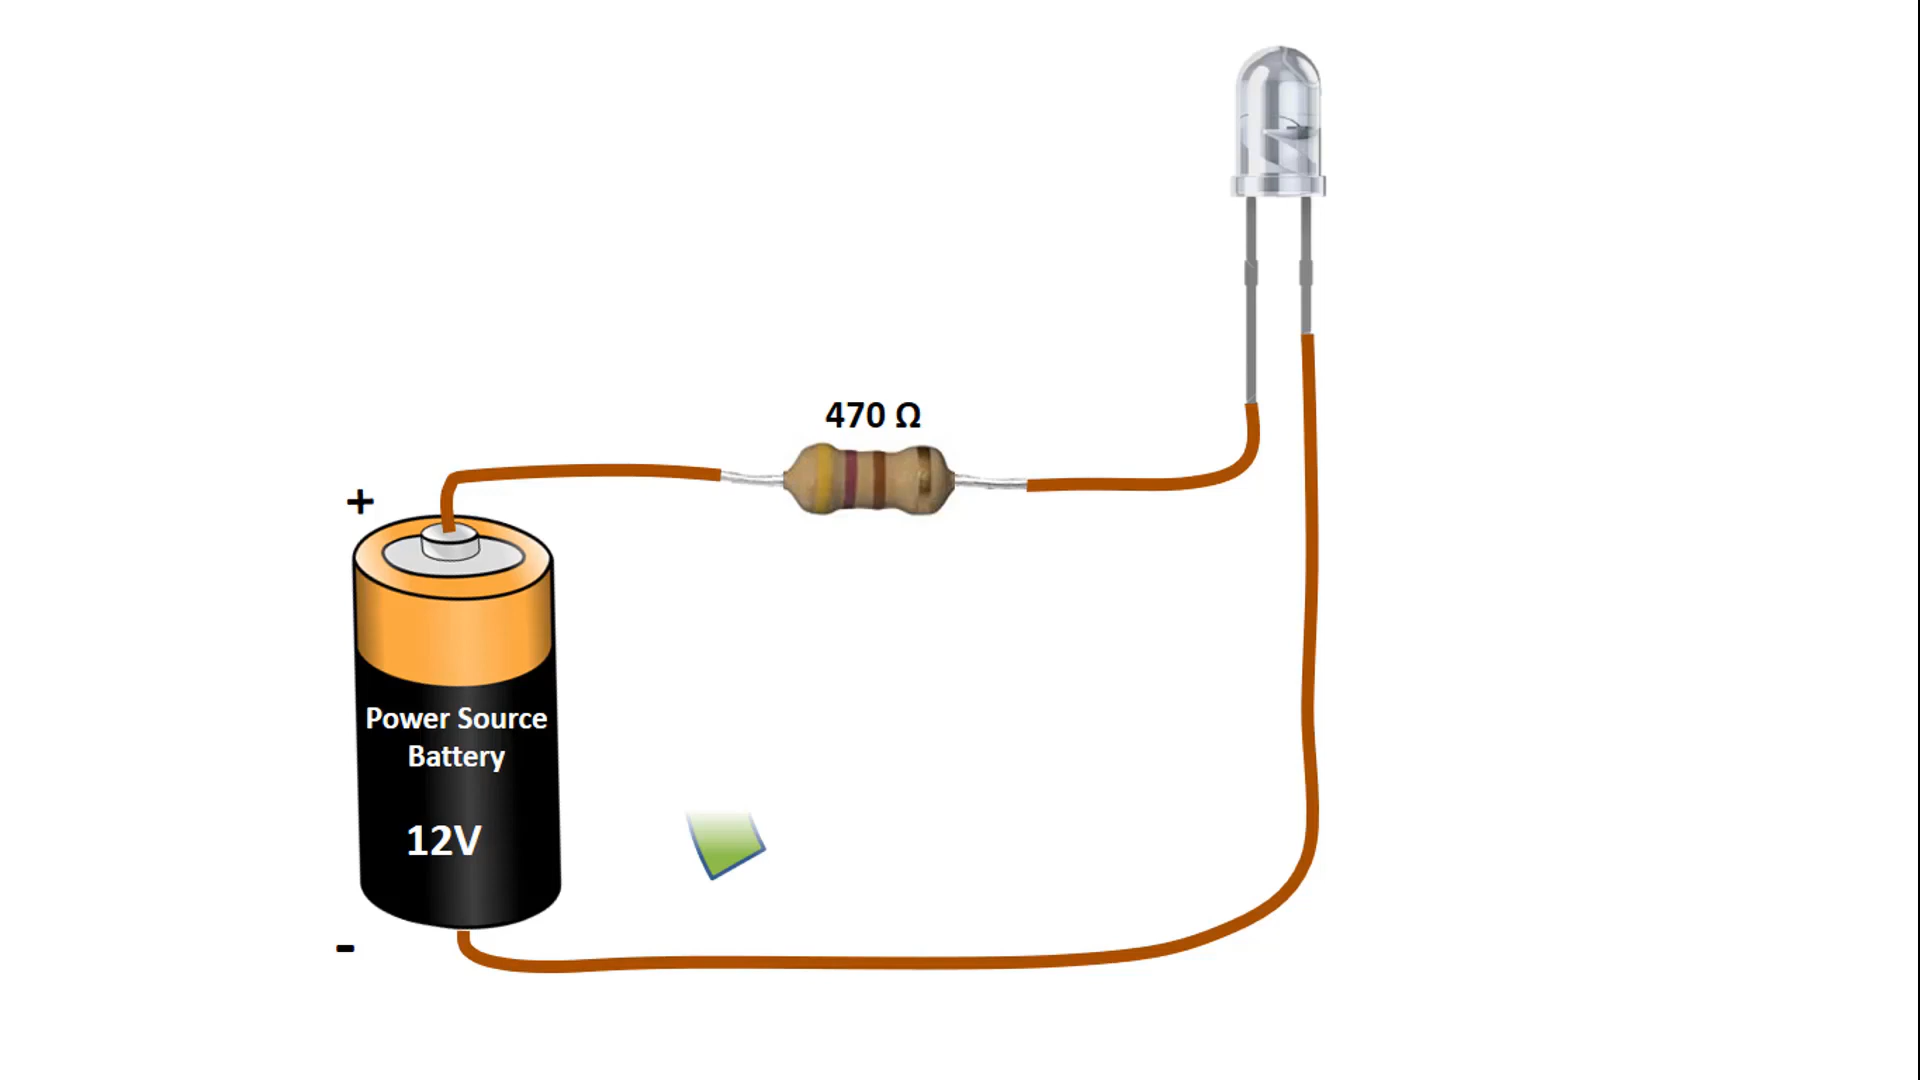 470 Ω
+
Power Source
Battery
12V
-